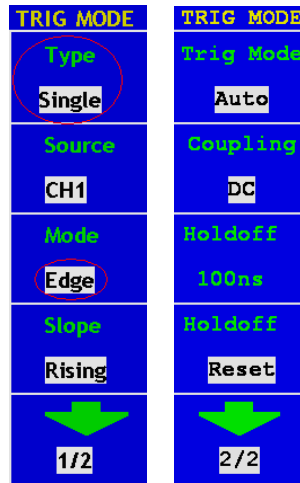 TRIG MODE
Type
Single
Source
CH1
Mode
Edge
Slope
Rising
1/2
TRIG MODE
Trig Mode
Auto
Coupling
DC
Holdoff
100ns
Holdoff
Reset
2/2